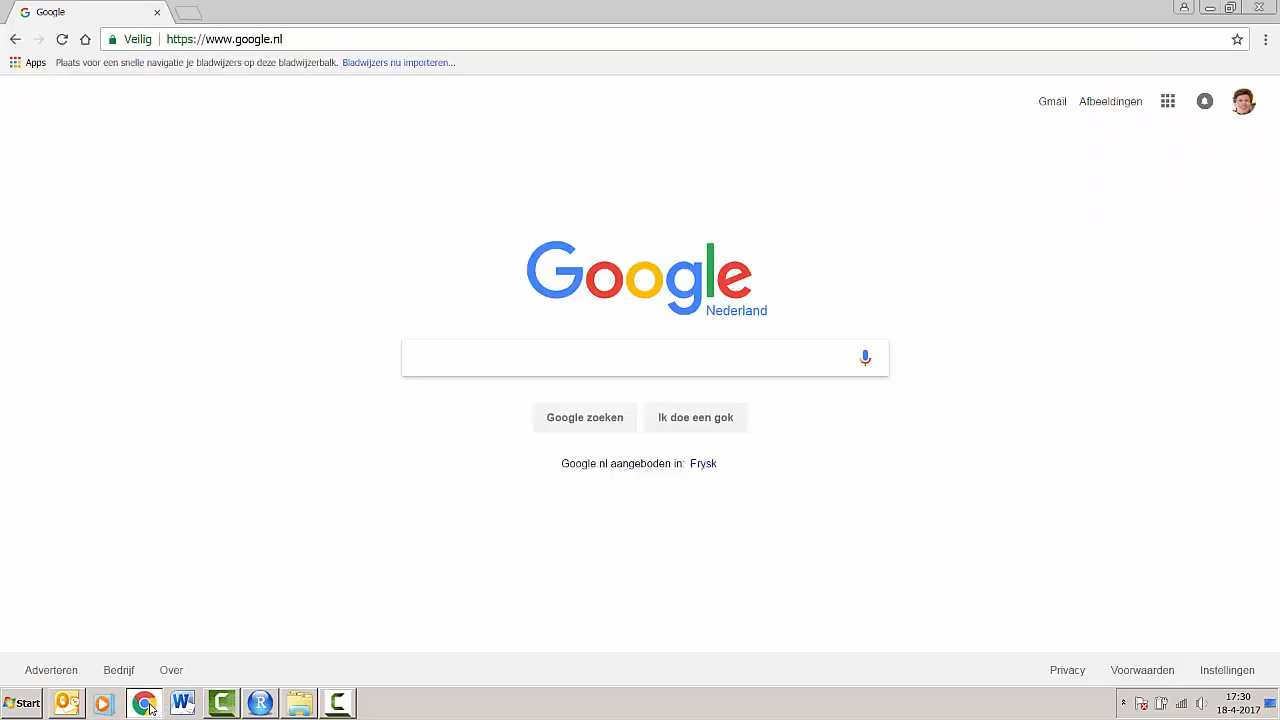 Google
Veilig
https://www.google.nl
Apps
Plaats voor een snelle navigatie je bladwijzers op deze bladwijzerbalk.
Bladwijzers nu importeren...
Gmail
Afbeeldingen
Google
Nederland
Google zoeken
Ik doe een gok
Google.nl aangeboden in: Frysk
Adverteren
Bedrijf
Over
Privacy
Voorwaarden
Instellingen
Start
17:30
18-4-2017